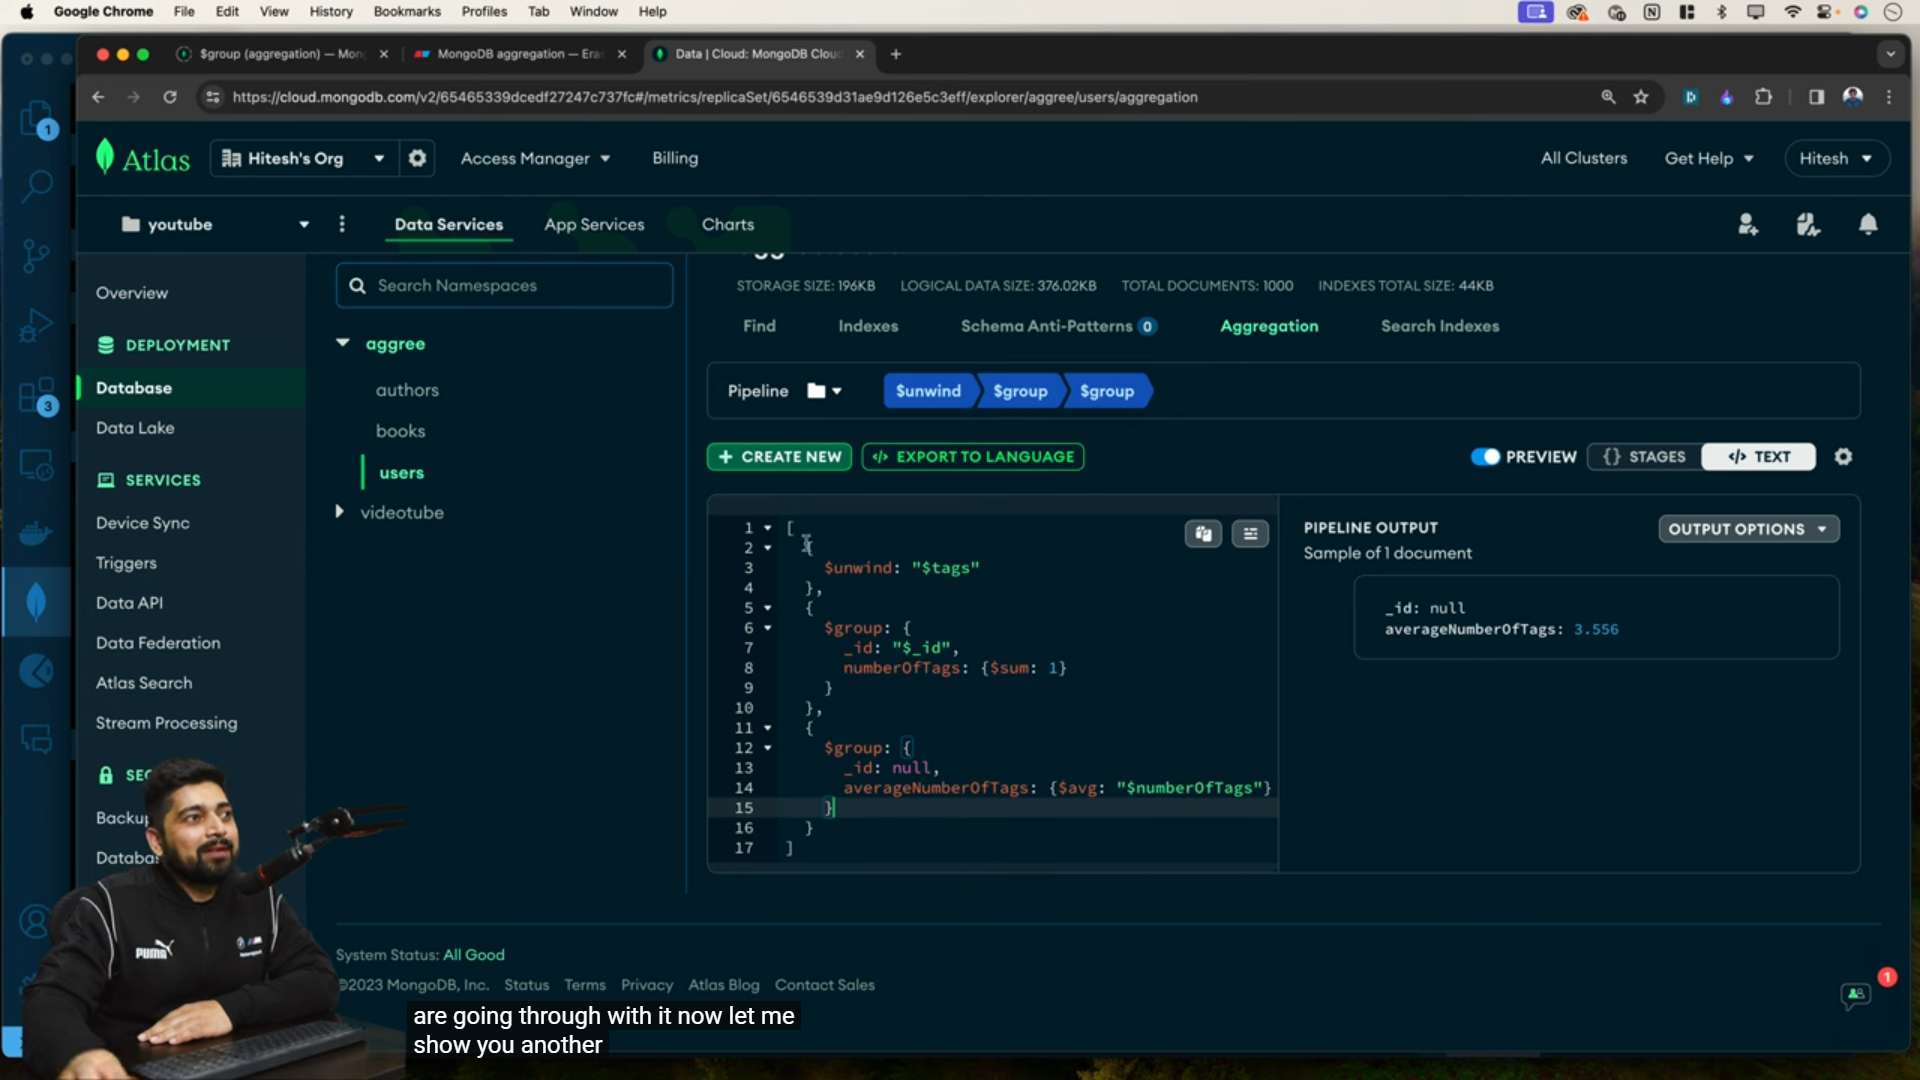 Google Chrome File Edit View History Bookmarks Profiles Tab Window Help
$group (aggregation) — Mon
MongoDB aggregation — Era
Data | Cloud: MongoDB Cloud
https://cloud.mongodb.com/v2/65465339dcedf27247c737fc#/metrics/replicaSet/6546539d31ae9d126e5c3eff/explorer/aggree/users/aggregation
Atlas
Hitesh's Org
Access Manager
Billing
All Clusters
Get Help
Hitesh
youtube
Data Services
App Services
Charts
1
3
Overview
DEPLOYMENT
Database
Data Lake
SERVICES
Device Sync
Triggers
Data API
Data Federation
Atlas Search
Stream Processing
SEC
Backup
Databa
Search Namespaces
aggree
authors
books
users
videotube
STORAGE SIZE: 196KB LOGICAL DATA SIZE: 376.02KB TOTAL DOCUMENTS: 1000 INDEXES TOTAL SIZE: 44KB
Find
Indexes
Schema Anti-Patterns 0
Aggregation
Search Indexes
Pipeline
$unwind
$group
$group
+ CREATE NEW
</> EXPORT TO LANGUAGE
PREVIEW
{} STAGES
</> TEXT
1 [
2 {
3 $unwind: "$tags"
4 },
5 {
6 $group: {
7 _id: "$_id",
8 numberOfTags: {$sum: 1}
9 }
10 },
11 {
12 $group: {
13 _id: null,
14 averageNumberOfTags: {$avg: "$numberOfTags"}
15 }
16 }
17 ]
PIPELINE OUTPUT
Sample of 1 document
OUTPUT OPTIONS
_id: null
averageNumberOfTags: 3.556
System Status: All Good
©2023 MongoDB, Inc. Status Terms Privacy Atlas Blog Contact Sales
1
PUMA
are going through with it now let me
show you another